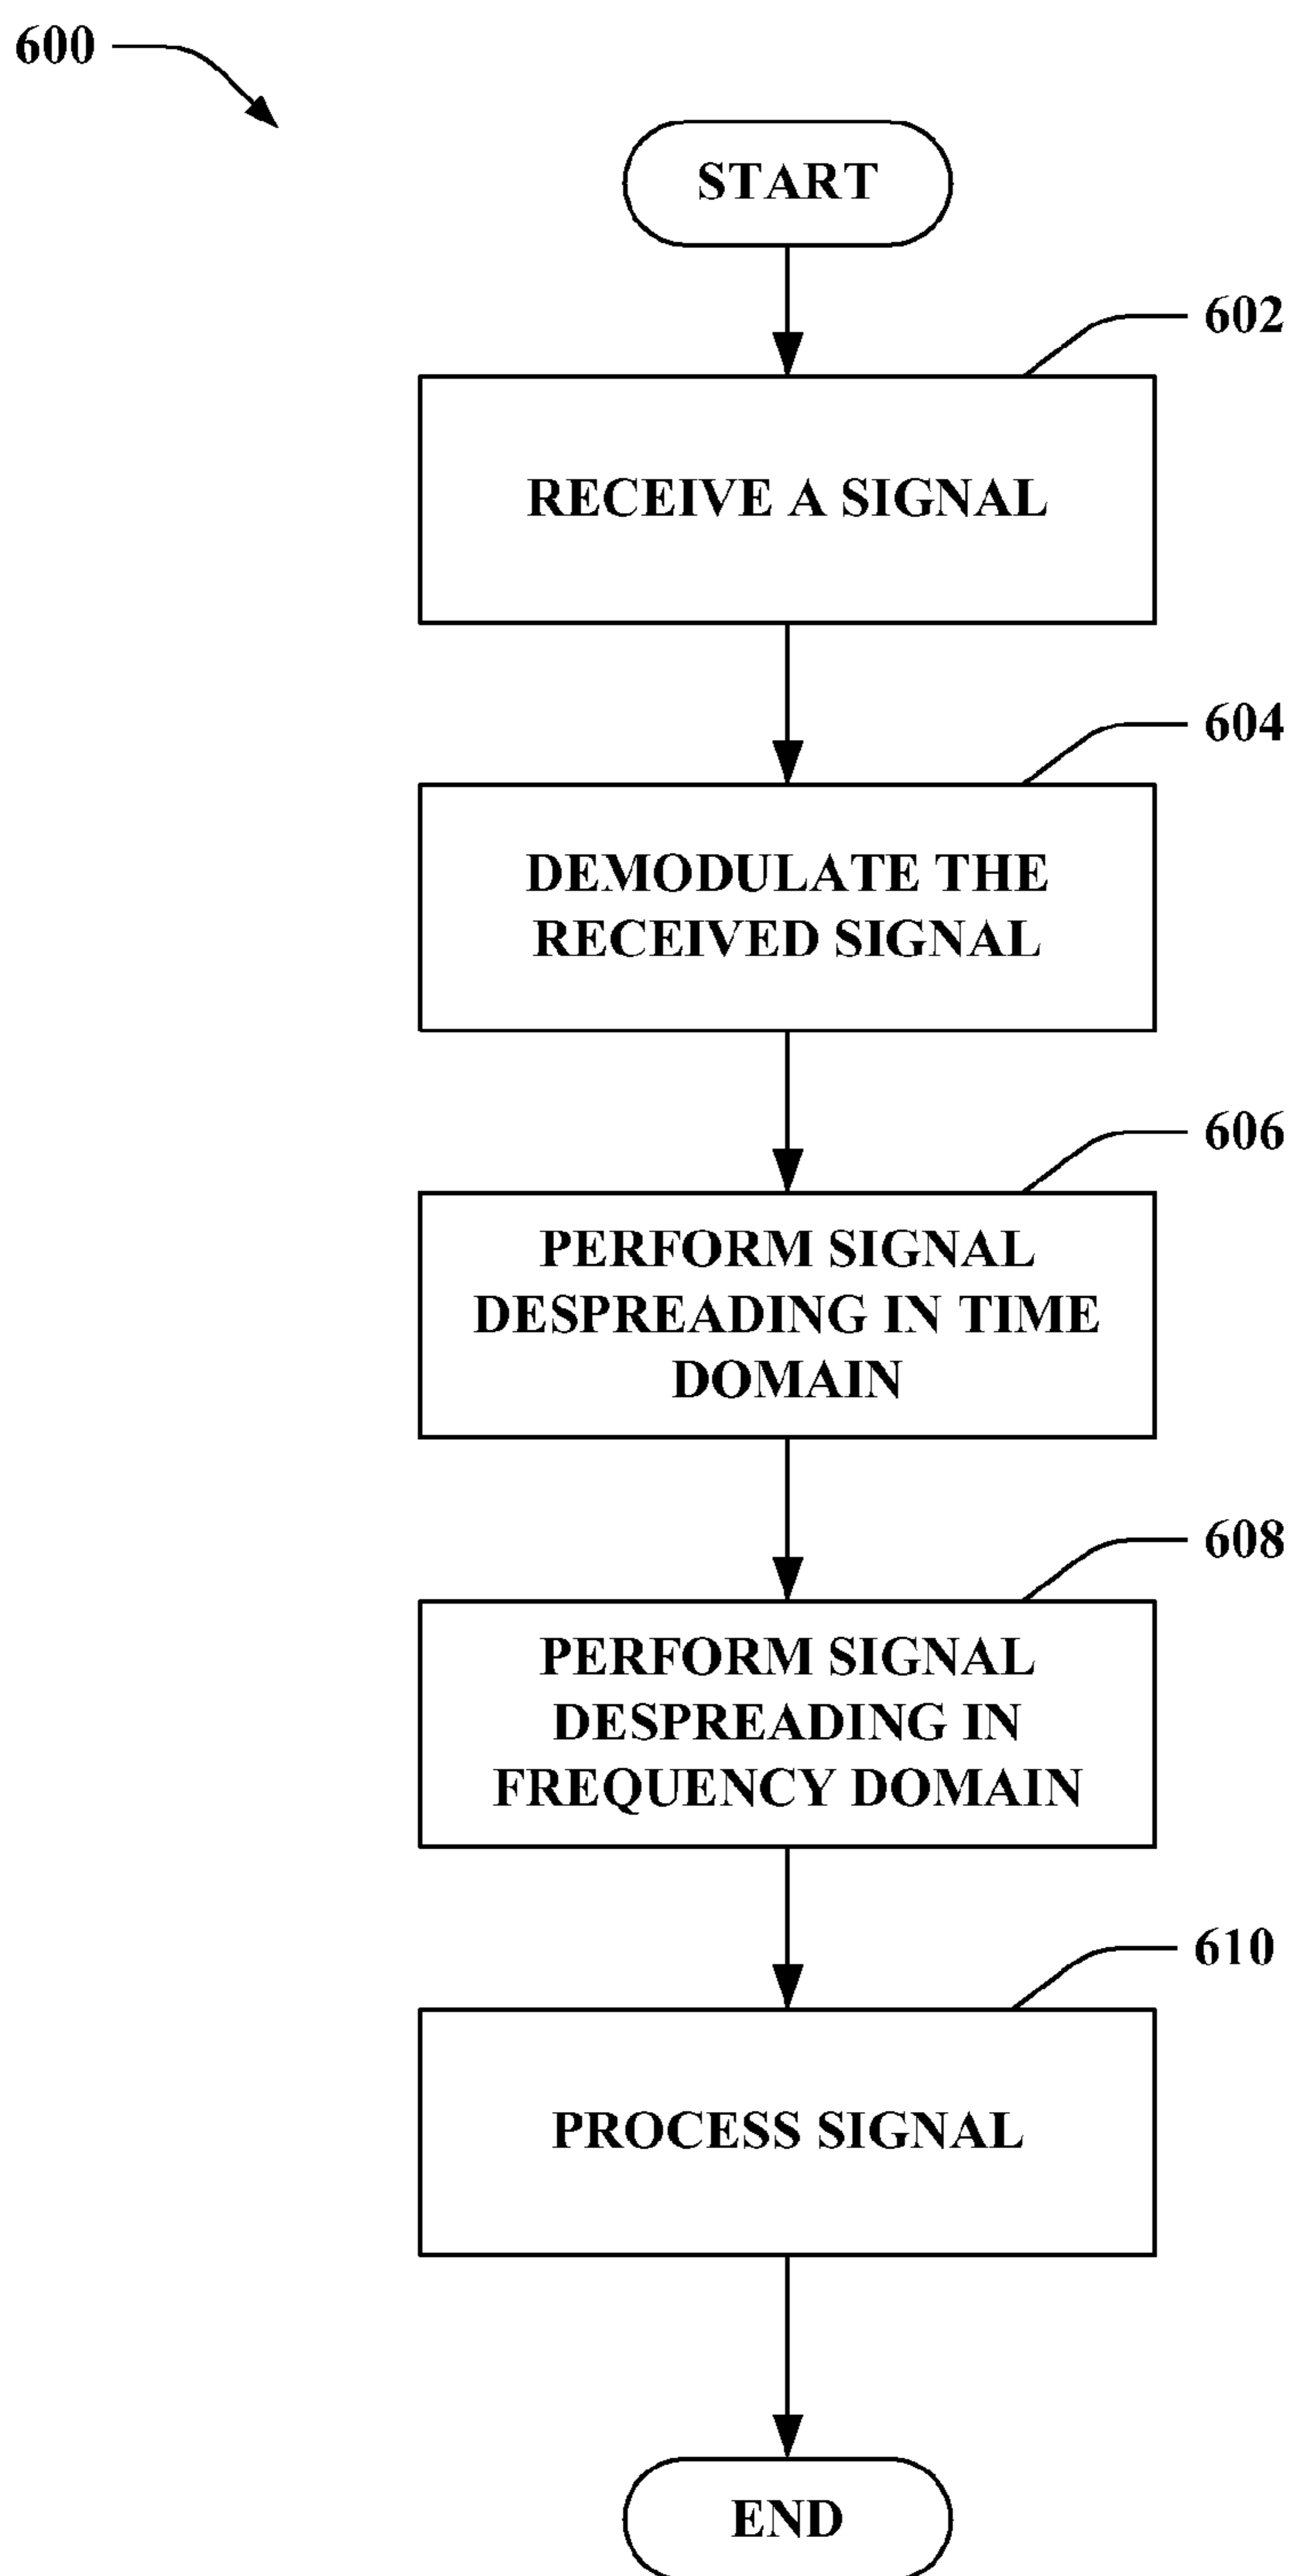 600
START
602
RECEIVE A SIGNAL
604
DEMODULATE THE
RECEIVED SIGNAL
606
PERFORM SIGNAL
DESPREADING IN TIME
DOMAIN
608
PERFORM SIGNAL
DESPREADING IN
FREQUENCY DOMAIN
610
PROCESS SIGNAL
END